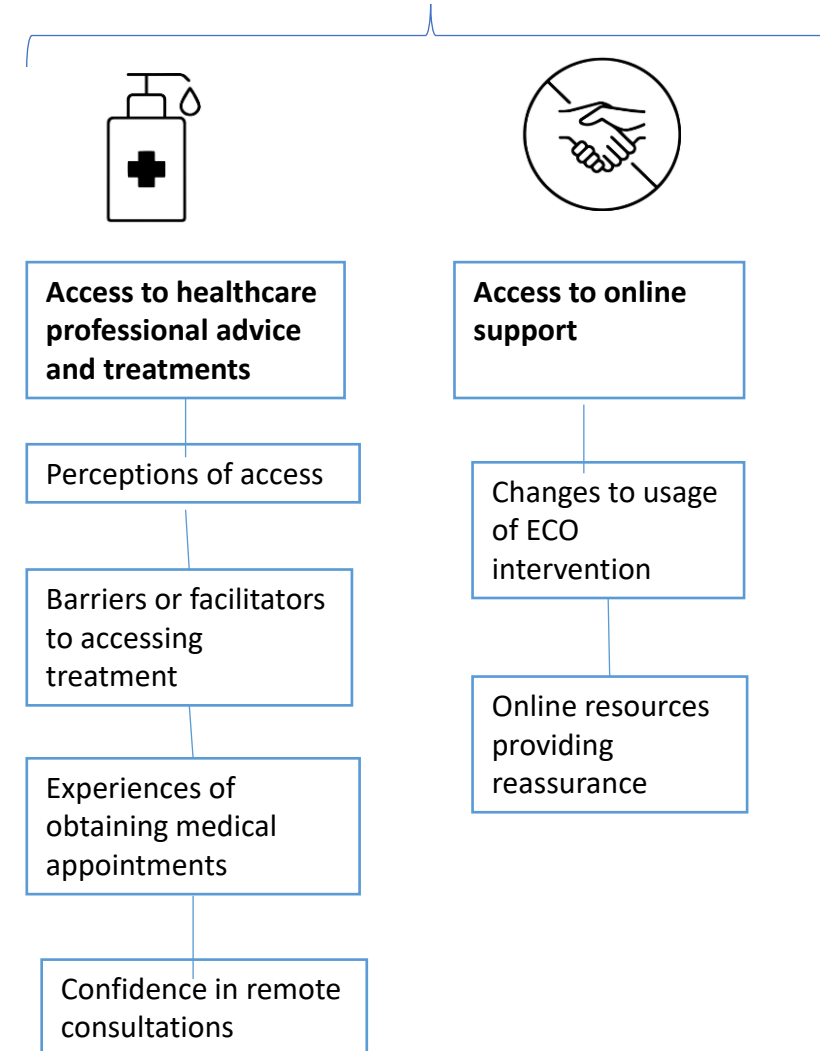 Access to healthcare
professional advice
and treatments
Perceptions of access
Barriers or facilitators
to accessing
treatment
Experiences of
obtaining medical
appointments
Confidence in remote
consultations
Access to online
support
Changes to usage
of ECO
intervention
Online resources
providing
reassurance